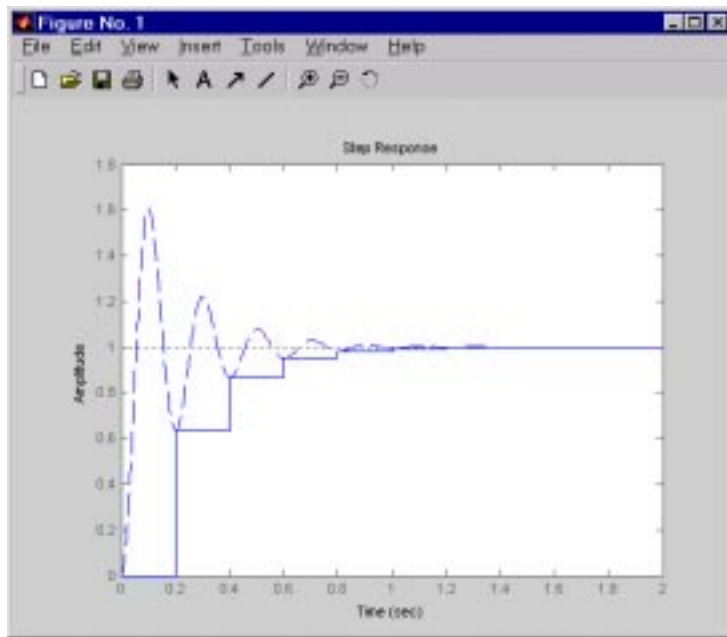 Figure No. 1
File Edit View Insert Tools Window Help
A
Step Response
1.8
1.6
1.4
1.2
1
0.8
0.6
0.4
0.2
0
Amplitude
0 0.2 0.4 0.6 0.8 1 1.2 1.4 1.6 1.8 2
Time (sec)